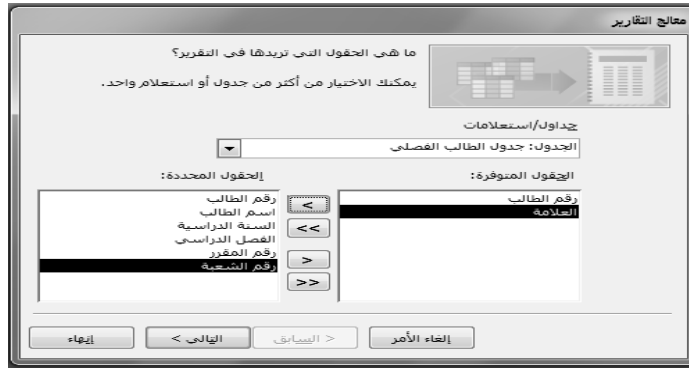 معالج التقارير
ما هي الحقول التي تريدها في التقرير؟
يمكنك الاختيار من أكثر من جدول أو استعلام واحد.
جداول/استعلامات
الجدول: جدول الطالب الفصلي
الحقول المتوفرة:
رقم الطالب
العلامة
<
<<
>
>>
الحقول المحددة:
رقم الطالب
اسم الطالب
السنة الدراسية
الفصل الدراسي
رقم المقرر
رقم الشعبة
إلغاء الأمر
< السابق
التالي >
إنهاء